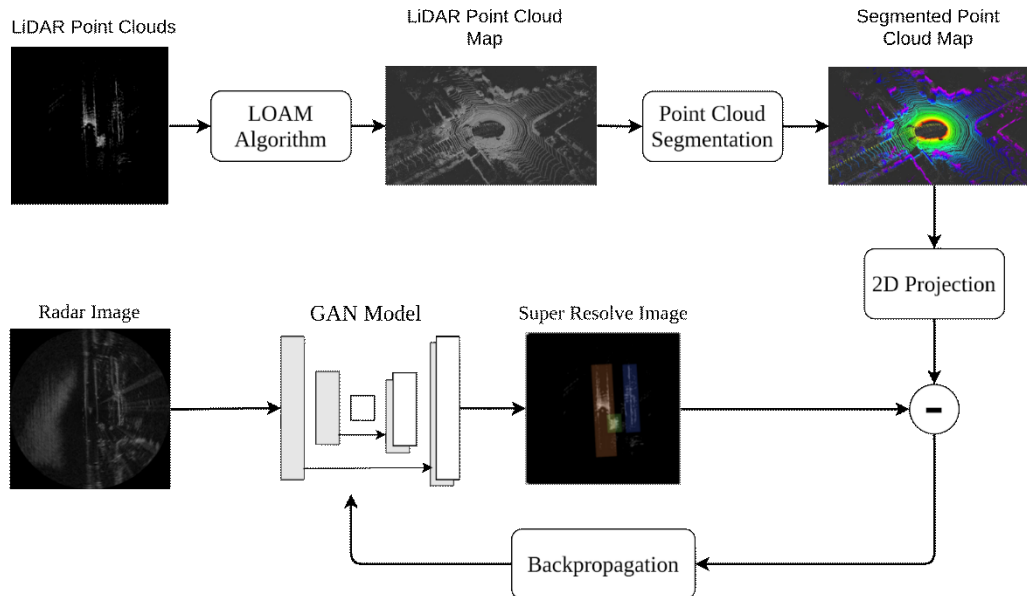 LiDAR Point Clouds
LOAM
Algorithm
LiDAR Point Cloud
Map
Point Cloud
Segmentation
Segmented Point
Cloud Map
2D Projection
Radar Image
GAN Model
Super Resolve Image
-
Backpropagation